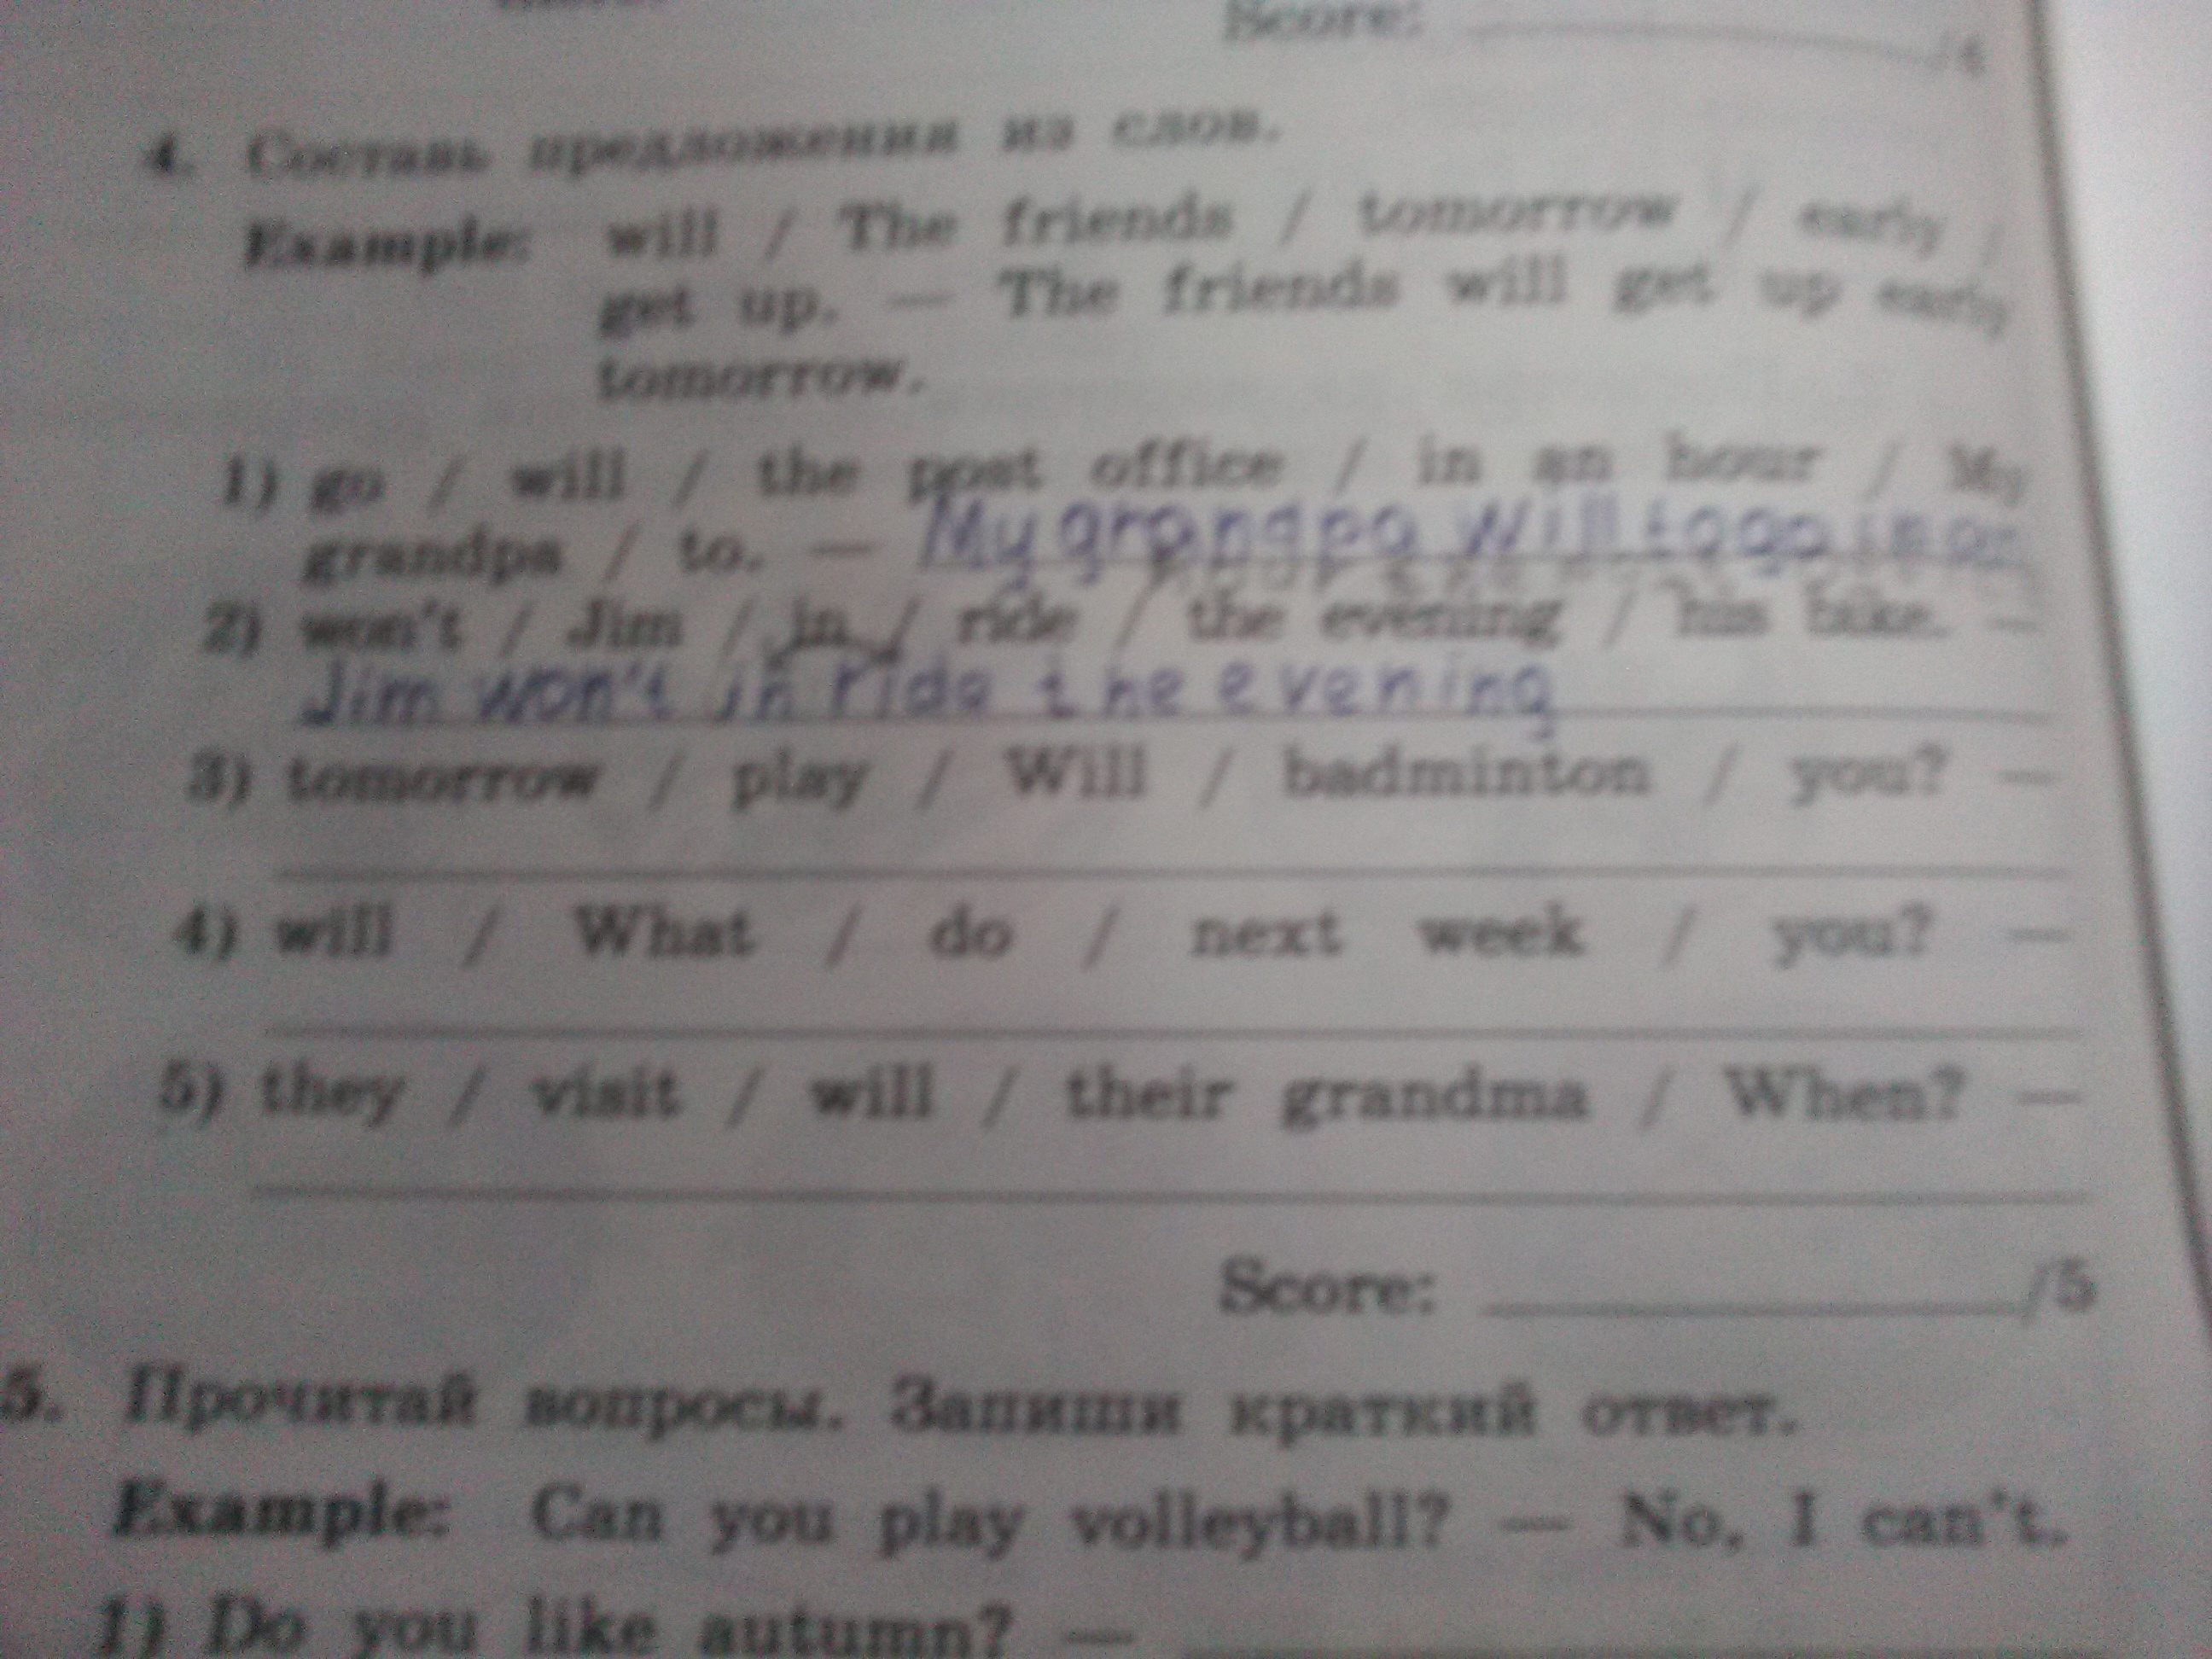 Score: /4
4. Составь предложения из слов.
Example: will / The friends / tomorrow / early /
get up. — The friends will get up early
tomorrow.
1) go / will / the post office / in an hour / My
grandpa / to. — My grandpa will to go in an
2) won't / Jim / in / ride / the evening / his bike. —
Jim won't in ride the evening
3) tomorrow / play / Will / badminton / you? —
4) will / What / do / next week / you? —
5) they / visit / will / their grandma / When? —
Score: /5
5. Прочитай вопросы. Запиши краткий ответ.
Example: Can you play volleyball? — No, I can't.
1) Do you like autumn? —